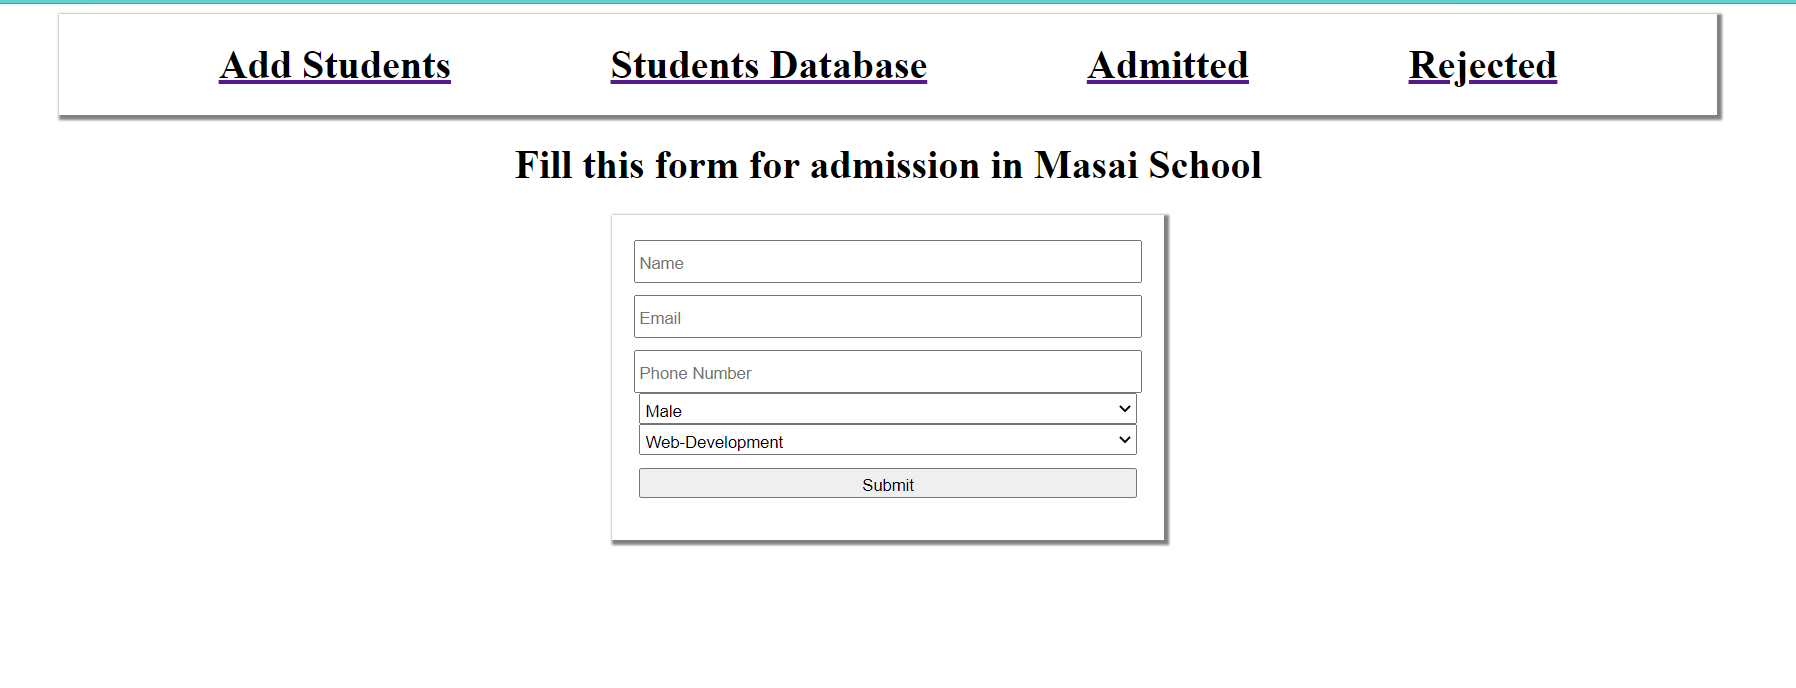 Add Students Students Database Admitted Rejected
Fill this form for admission in Masai School
Name
Email
Phone Number
Male
Web-Development
Submit